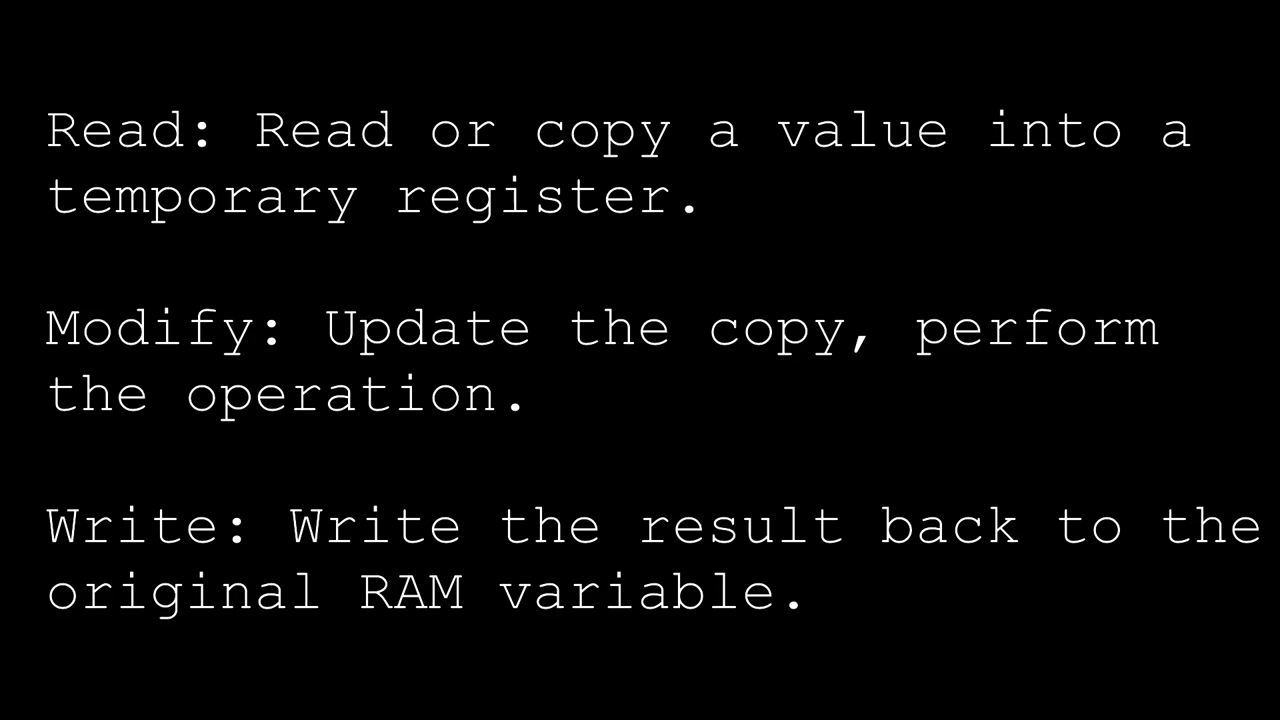 Read: Read or copy a value into a
temporary register.
Modify: Update the copy, perform
the operation.
Write: Write the result back to the
original RAM variable.